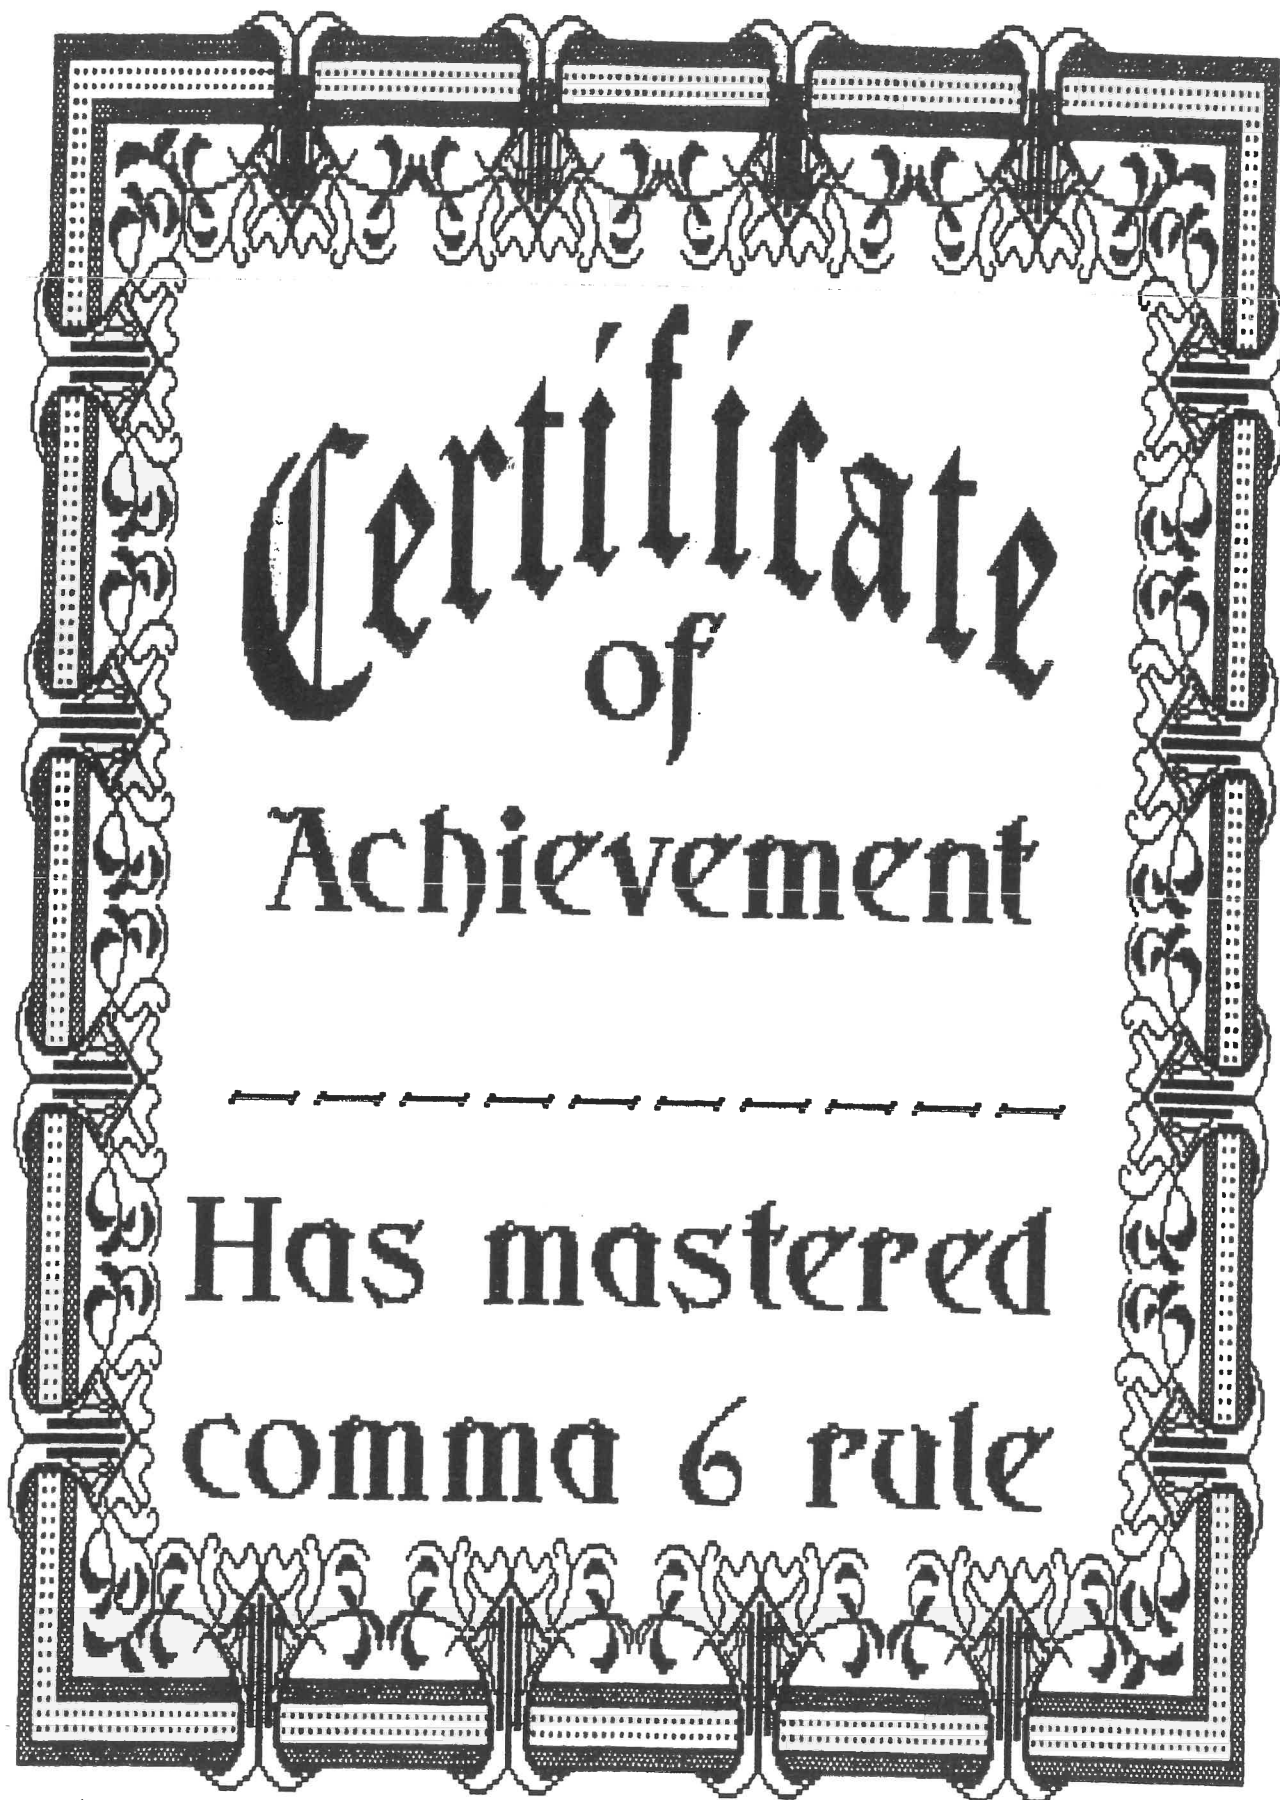 Certificate
of
Achievement
Has mastered
comma 6 rule